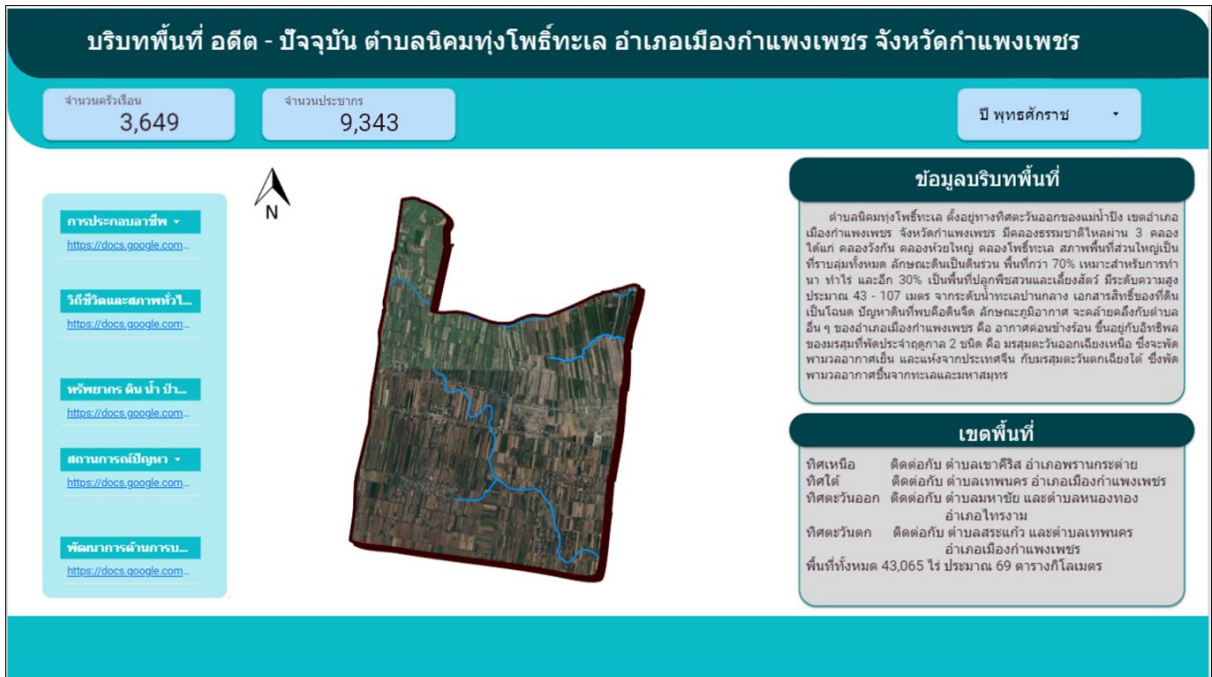 บริบทพื้นที่ อดีต - ปัจจุบัน ตำบลนิคมทุ่งโพธิ์ทะเล อำเภอเมืองกำแพงเพชร จังหวัดกำแพงเพชร
จำนวนครัวเรือน
3,649
จำนวนประชากร
9,343
ปี พุทธศักราช
N
การประกอบอาชีพ
https://docs.google.com...
วิถีชีวิตและสภาพทั่วไ...
https://docs.google.com...
ทรัพยากร ดิน น้ำ ป่า...
https://docs.google.com...
สถานการณ์ปัญหา
https://docs.google.com...
พัฒนาการด้านการบ...
https://docs.google.com...
ข้อมูลบริบทพื้นที่
ตำบลนิคมทุ่งโพธิ์ทะเล ตั้งอยู่ทางทิศตะวันออกของแม่น้ำปิง เขตอำเภอ
เมืองกำแพงเพชร จังหวัดกำแพงเพชร มีคลองธรรมชาติไหลผ่าน 3 คลอง
ได้แก่ คลองวังกัน คลองห้วยใหญ่ คลองโพธิ์ทะเล สภาพพื้นที่ส่วนใหญ่เป็น
ที่ราบลุ่มทั้งหมด ลักษณะดินเป็นดินร่วน พื้นที่กว่า 70% เหมาะสำหรับการทำ
นา ทำไร่ และอีก 30% เป็นพื้นที่ปลูกพืชสวนและเลี้ยงสัตว์ มีระดับความสูง
ประมาณ 43 - 107 เมตร จากระดับน้ำทะเลปานกลาง เอกสารสิทธิ์ของที่ดิน
เป็นโฉนด ปัญหาดินที่พบคือดินจืด ลักษณะภูมิอากาศ จะคล้ายคลึงกับตำบล
อื่น ๆ ของอำเภอเมืองกำแพงเพชร คือ อากาศค่อนข้างร้อน ขึ้นอยู่กับอิทธิพล
ของมรสุมที่พัดประจำฤดูกาล 2 ชนิด คือ มรสุมตะวันออกเฉียงเหนือ ซึ่งจะพัด
พามวลอากาศเย็น และแห้งจากประเทศจีน กับมรสุมตะวันตกเฉียงใต้ ซึ่งพัด
พามวลอากาศชื้นจากทะเลและมหาสมุทร
เขตพื้นที่
ทิศเหนือ ติดต่อกับ ตำบลเขาคีริส อำเภอพรานกระต่าย
ทิศใต้ ติดต่อกับ ตำบลเทพนคร อำเภอเมืองกำแพงเพชร
ทิศตะวันออก ติดต่อกับ ตำบลมหาชัย และตำบลหนองทอง
อำเภอไทรงาม
ทิศตะวันตก ติดต่อกับ ตำบลสระแก้ว และตำบลเทพนคร
อำเภอเมืองกำแพงเพชร
พื้นที่ทั้งหมด 43,065 ไร่ ประมาณ 69 ตารางกิโลเมตร